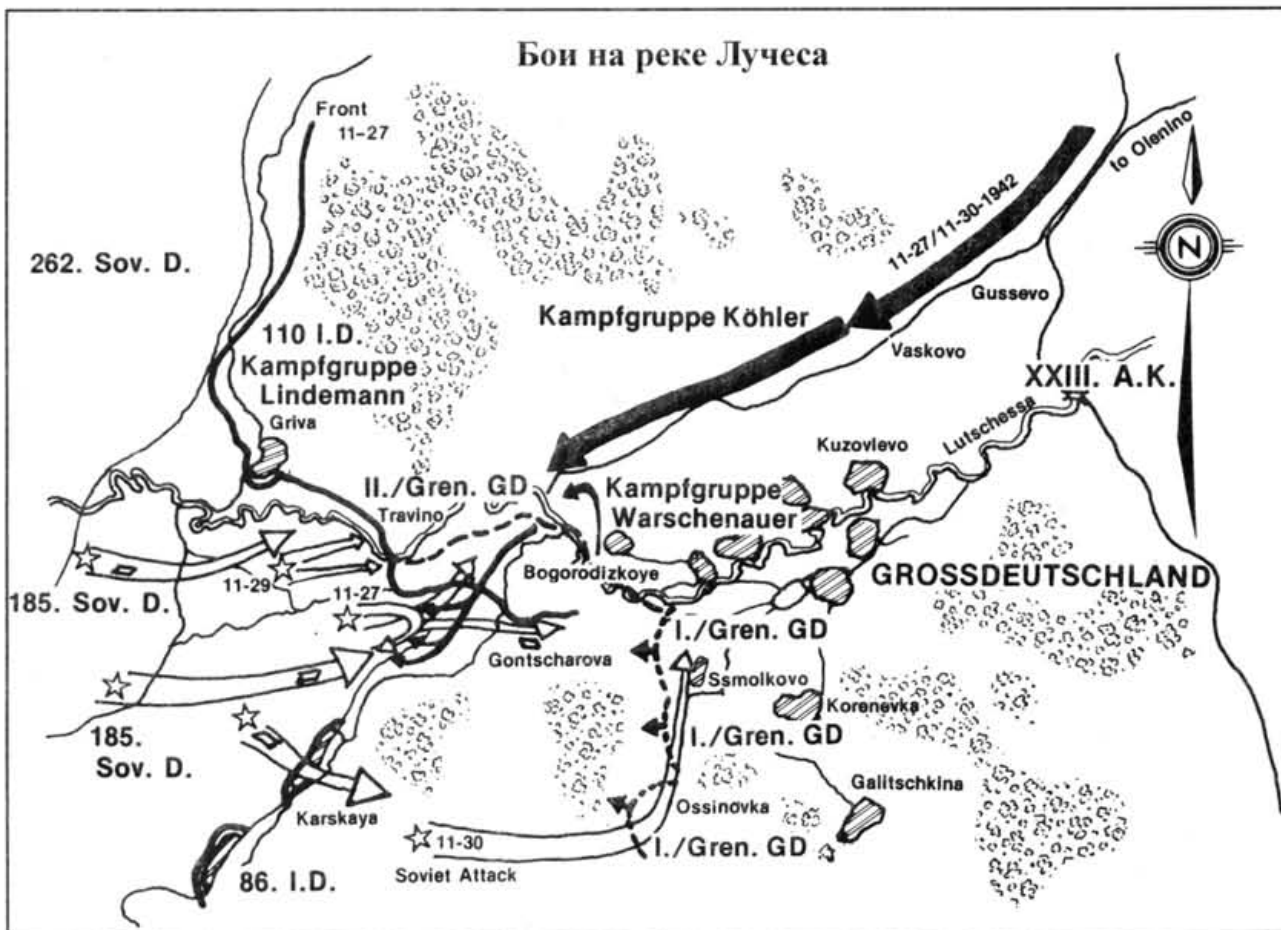 Бои на реке Лучеса
Front
11-27
to Olenino
262. Sov. D.
11-27/11-30-1942
N
Gussevo
Kampfgruppe Köhler
110 I.D.
Kampfgruppe
Lindemann
Vaskovo
XXIII. A.K.
Griva
Kuzovlevo
Lutschessa
II./Gren. GD
Travino
Kampfgruppe
Warschenauer
Bogorodizkoye
GROSSDEUTSCHLAND
11-29
185. Sov. D.
11-27
I./Gren. GD
Gontscharova
Ssmolkovo
Korenevka
185.
Sov. D.
I./Gren. GD
Galitschkina
Ossinovka
Karskaya
11-30
I./Gren. GD
Soviet Attack
86. I.D.